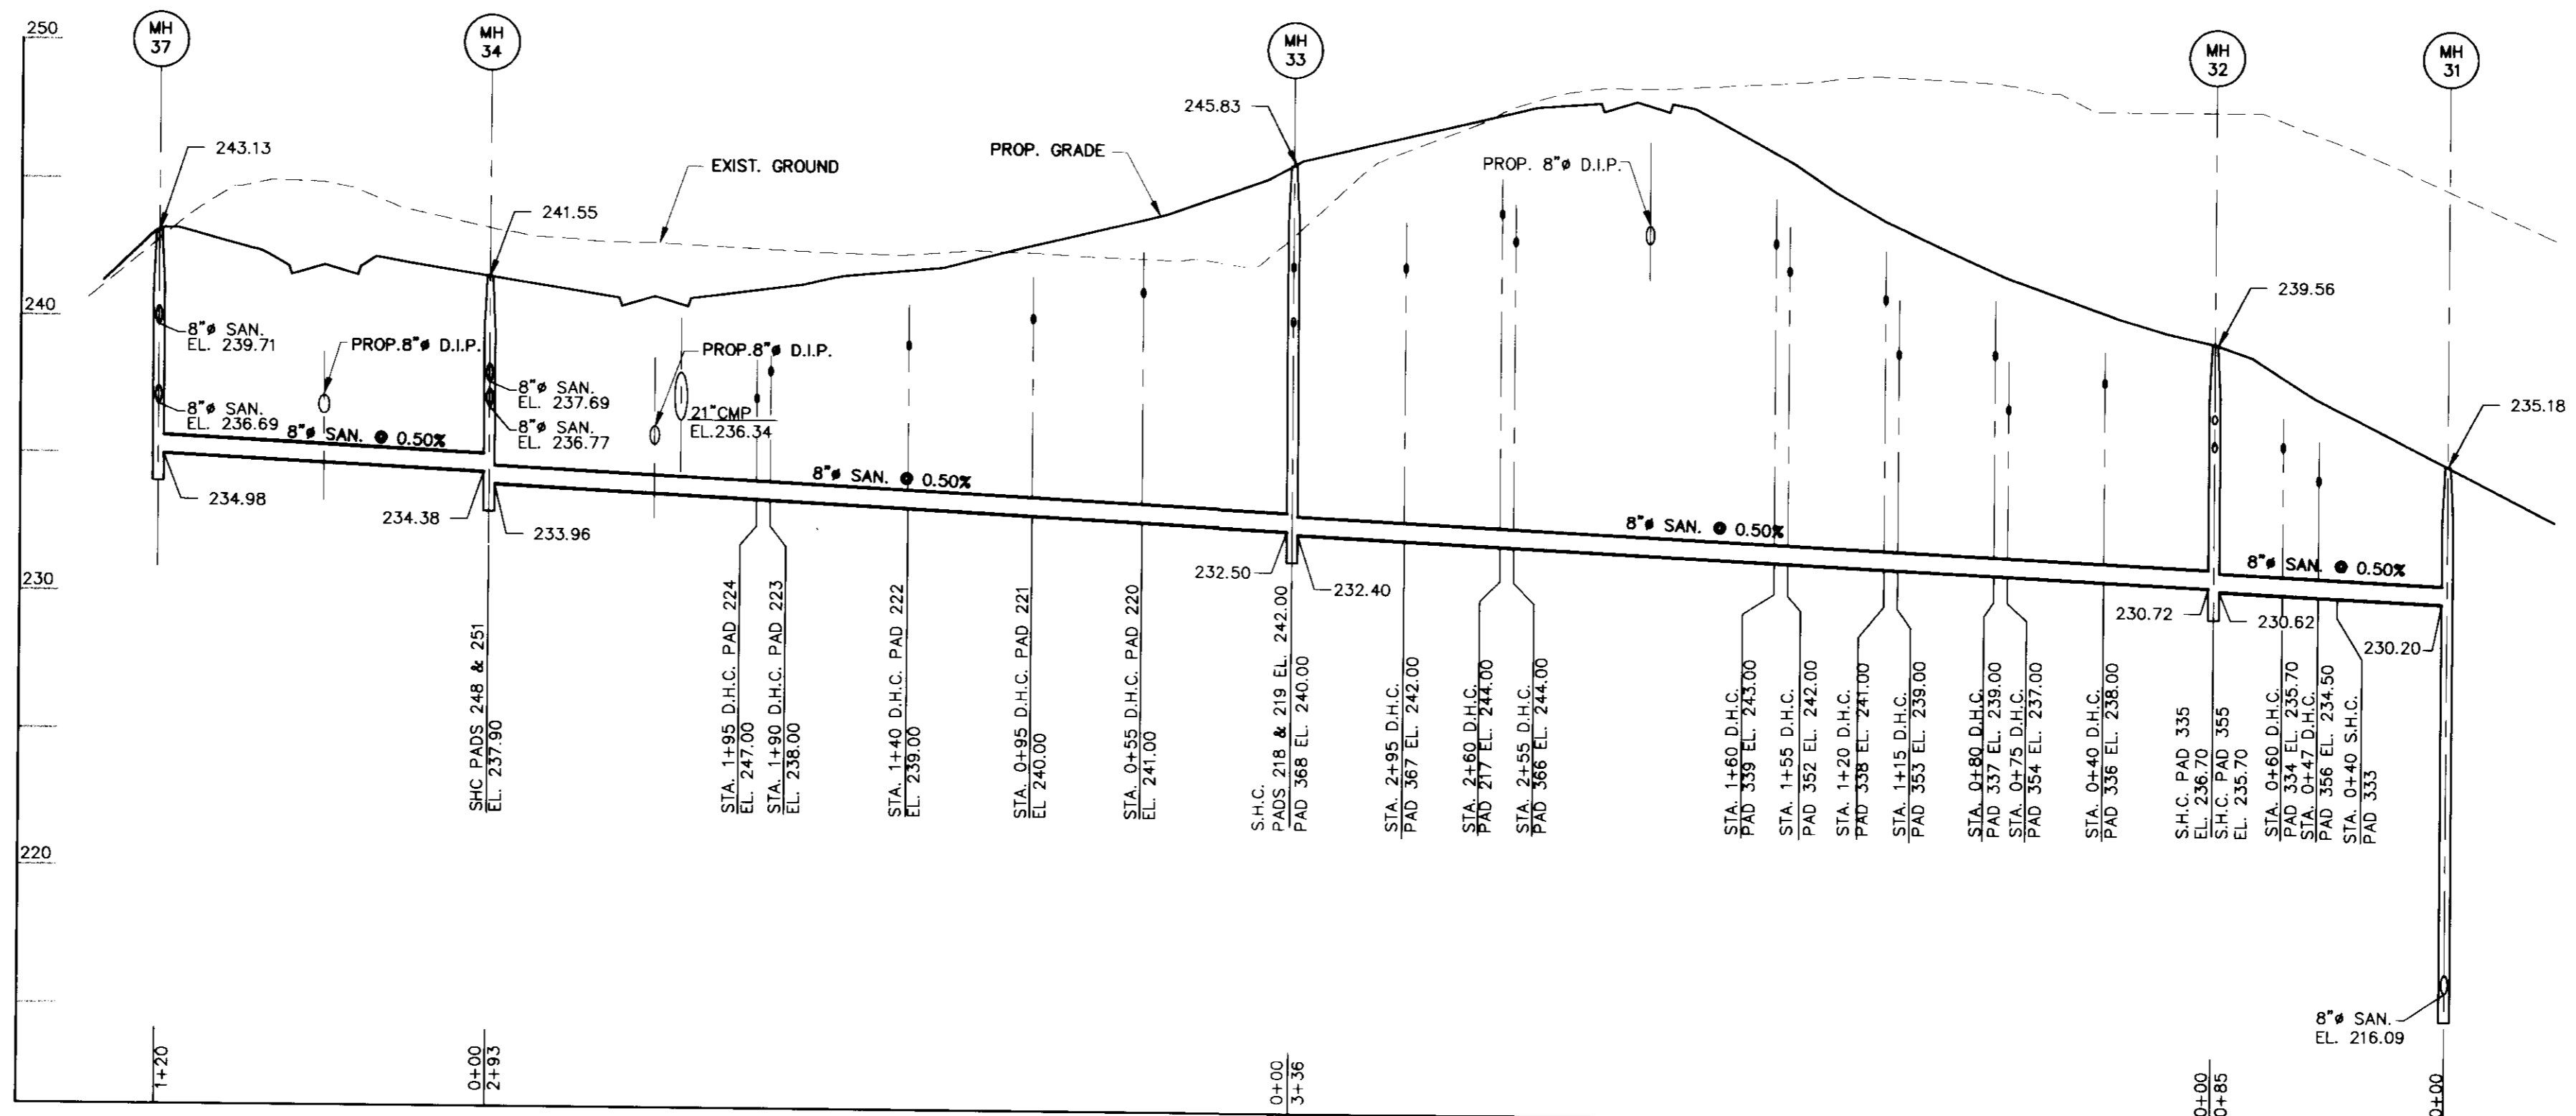 250
MH
37
MH
34
MH
33
MH
32
MH
31
243.13
EXIST. GROUND
PROP. GRADE
245.83
PROP. 8"ø D.I.P.
241.55
240
239.56
8"ø SAN.
EL. 239.71
PROP.8"ø D.I.P.
8"ø SAN.
EL. 236.69
8"ø SAN.
EL. 237.69
8"ø SAN.
EL. 236.77
PROP.8"ø D.I.P.
21"CMP
EL.236.34
235.18
8"ø SAN. @ 0.50%
8"ø SAN. @ 0.50%
8"ø SAN. @ 0.50%
8"ø SAN. @ 0.50%
234.98
234.38
233.96
232.50
232.40
230.72
230.62
230.20
230
220
SHC PADS 248 & 251
EL. 237.90
STA. 1+95 D.H.C. PAD 224
EL. 247.00
STA. 1+90 D.H.C. PAD 223
EL. 238.00
STA. 1+40 D.H.C. PAD 222
EL. 239.00
STA. 0+95 D.H.C. PAD 221
EL 240.00
STA. 0+55 D.H.C. PAD 220
EL. 241.00
S.H.C.
PADS 218 & 219 EL. 242.00
PAD 368 EL. 240.00
STA. 2+95 D.H.C.
PAD 367 EL. 242.00
STA. 2+60 D.H.C.
PAD 217 EL. 244.00
STA. 2+55 D.H.C.
PAD 366 EL. 244.00
STA. 1+60 D.H.C.
PAD 339 EL. 243.00
STA. 1+55 D.H.C.
PAD 352 EL. 242.00
STA. 1+20 D.H.C.
PAD 338 EL. 241.00
STA. 1+15 D.H.C.
PAD 353 EL. 239.00
STA. 0+80 D.H.C.
PAD 337 EL. 239.00
STA. 0+75 D.H.C.
PAD 354 EL. 237.00
STA. 0+40 D.H.C.
PAD 336 EL. 238.00
S.H.C. PAD 335
EL. 236.70
S.H.C. PAD 355
EL. 235.70
STA. 0+60 D.H.C.
PAD 334 EL. 235.70
STA. 0+47 D.H.C.
PAD 356 EL. 234.50
STA. 0+40 S.H.C.
PAD 333
8"ø SAN.
EL. 216.09
1+20
0+00
2+93
0+00
3+36
0+00
0+85
0+00